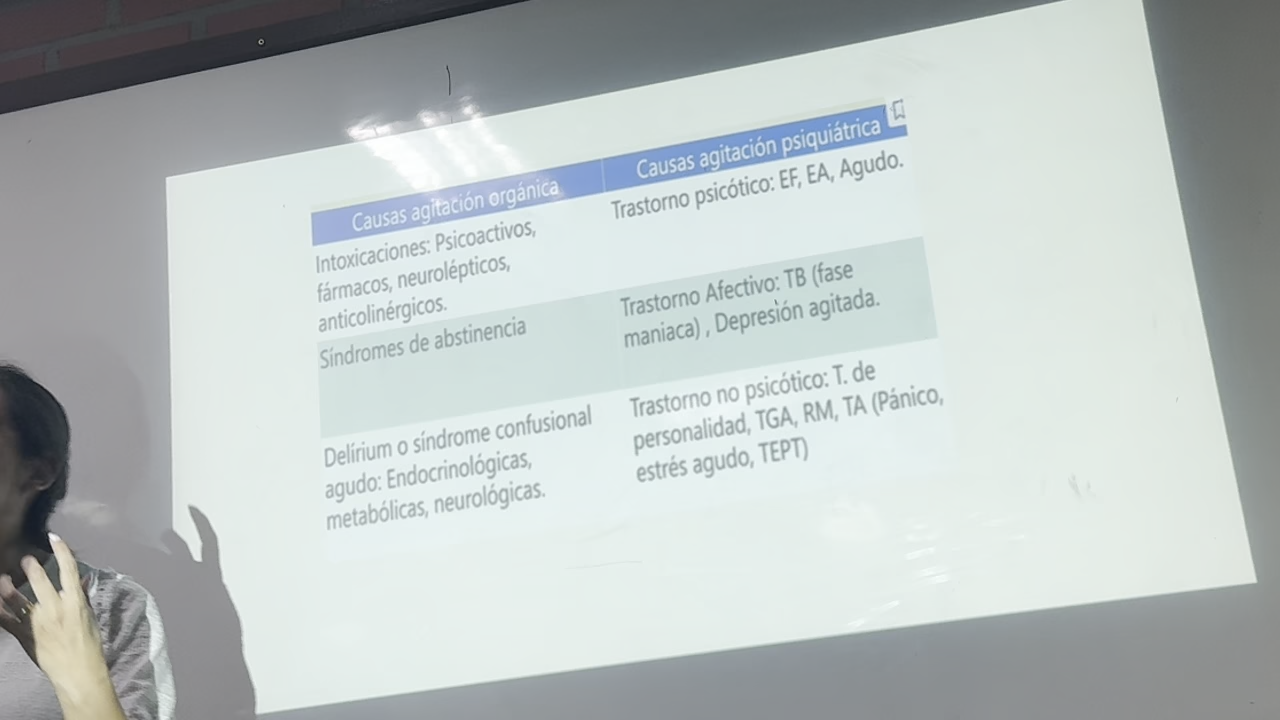 Causas agitación orgánica
Causas agitación psiquiátrica
Intoxicaciones: Psicoactivos,
fármacos, neurolépticos,
anticolinérgicos.
Trastorno psicótico: EF, EA, Agudo.
Síndromes de abstinencia
Trastorno Afectivo: TB (fase
maniaca) , Depresión agitada.
Delírium o síndrome confusional
agudo: Endocrinológicas,
metabólicas, neurológicas.
Trastorno no psicótico: T. de
personalidad, TGA, RM, TA (Pánico,
estrés agudo, TEPT)